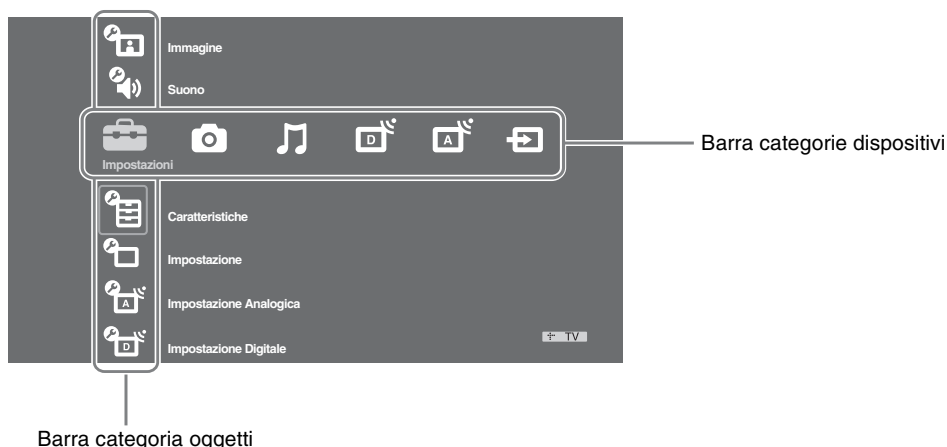 Immagine
Suono
Barra categorie dispositivi
D
A
Impostazioni
Caratteristiche
Impostazione
A
Impostazione Analogica
D
Impostazione Digitale
TV
Barra categoria oggetti